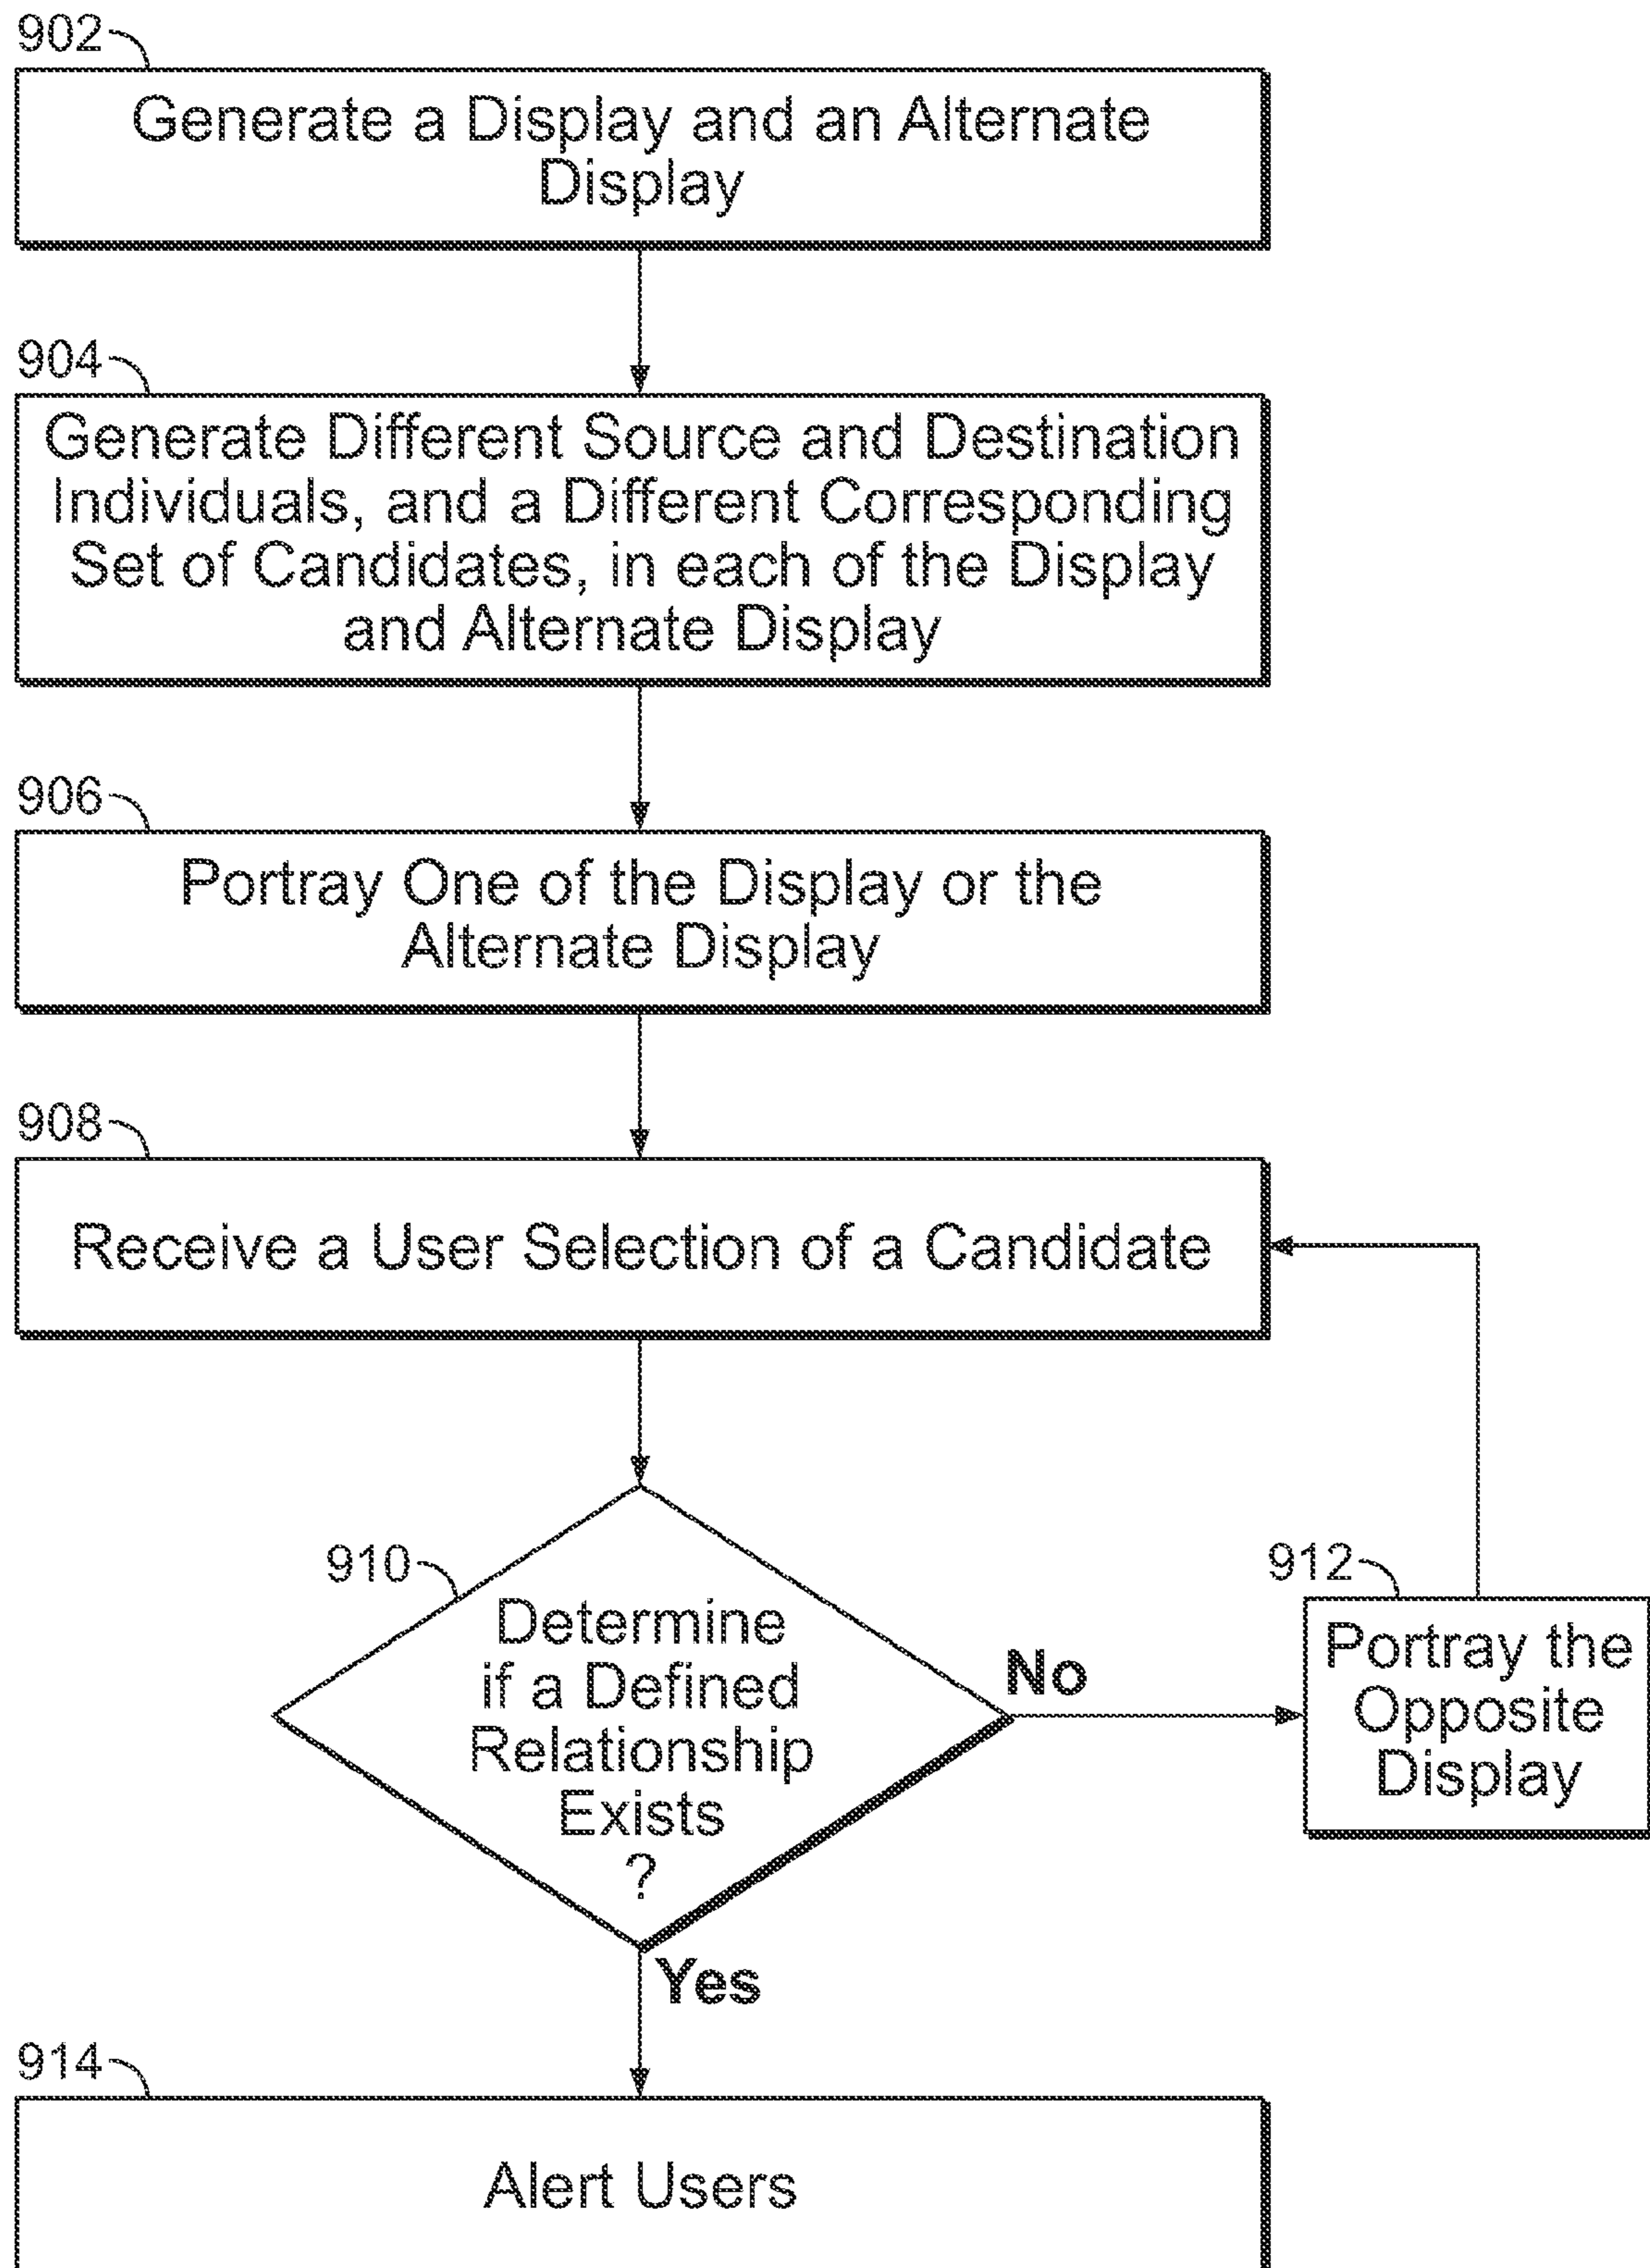 902
Generate a Display and an Alternate
Display
904
Generate Different Source and Destination
Individuals, and a Different Corresponding
Set of Candidates, in each of the Display
and Alternate Display
906
Portray One of the Display or the
Alternate Display
908
Receive a User Selection of a Candidate
910
Determine
if a Defined
Relationship
Exists
?
No
912
Portray the
Opposite
Display
Yes
914
Alert Users